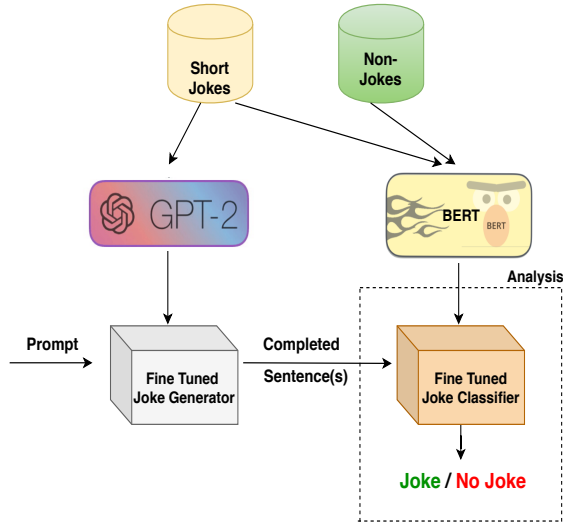 Short
Jokes
Non-
Jokes
GPT-2
BERT
BERT
Analysis
Prompt
Completed
Sentence(s)
Fine Tuned
Joke Generator
Fine Tuned
Joke Classifier
Joke / No Joke